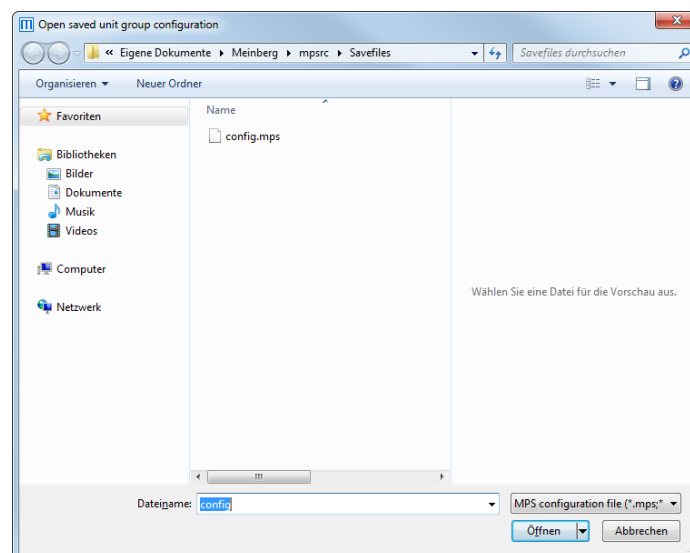 Open saved unit group configuration
« Eigene Dokumente Meinberg mpsrc Savefiles
Savefiles durchsuchen
Organisieren
Neuer Ordner
Favoriten
Name
config.mps
Bibliotheken
Bilder
Dokumente
Musik
Videos
Computer
Netzwerk
Wählen Sie eine Datei für die Vorschau aus.
Dateiname: config
MPS configuration file (*.mps;*
Öffnen
Abbrechen